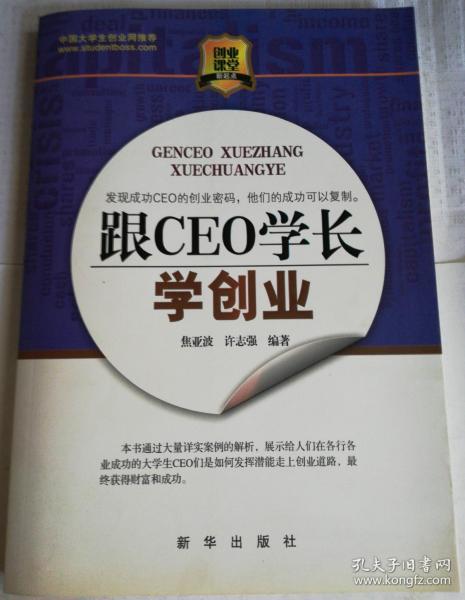 中国大学生创业网推荐
www.studentboss.com
创业
课堂
新起点
GENCEO XUEZHANG
XUECHUANGYE
发现成功CEO的创业密码，他们的成功可以复制。
跟CEO学长
学创业
焦亚波 许志强 编著
本书通过大量详实案例的解析，展示给人们在各行各
业成功的大学生CEO们是如何发挥潜能走上创业道路，最
终获得财富和成功。
新华出版社
孔夫子旧书网
www.kongfz.com